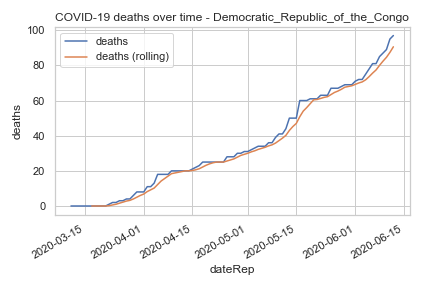 COVID-19 deaths over time - Democratic_Republic_of_the_Congo
deaths
deaths (rolling)
100
80
60
40
20
0
deaths
2020-03-15
2020-04-01
2020-04-15
2020-05-01
2020-05-15
2020-06-01
2020-06-15
dateRep